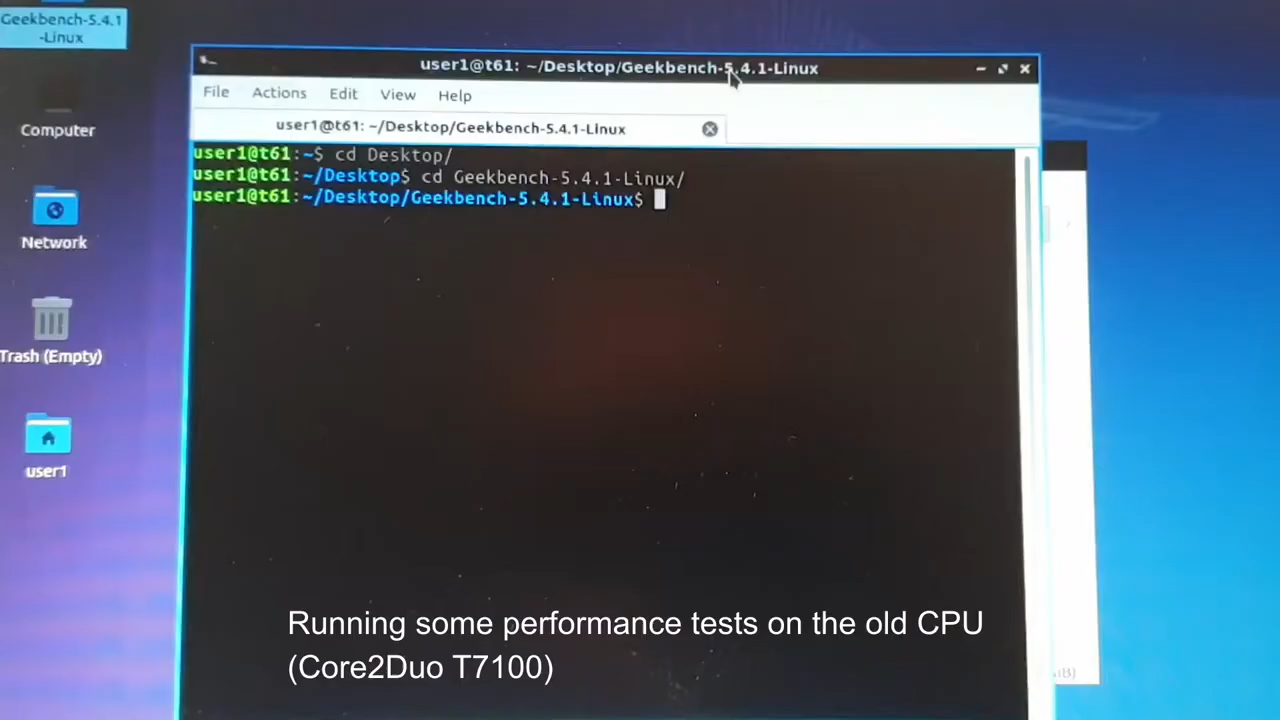 Geekbench-5.4.1
-Linux
Computer
Network
Trash (Empty)
user1
user1@t61: ~/Desktop/Geekbench-5.4.1-Linux
File Actions Edit View Help
user1@t61: ~/Desktop/Geekbench-5.4.1-Linux
user1@t61:~$ cd Desktop/
user1@t61:~/Desktop$ cd Geekbench-5.4.1-Linux/
user1@t61:~/Desktop/Geekbench-5.4.1-Linux$
Running some performance tests on the old CPU
(Core2Duo T7100)